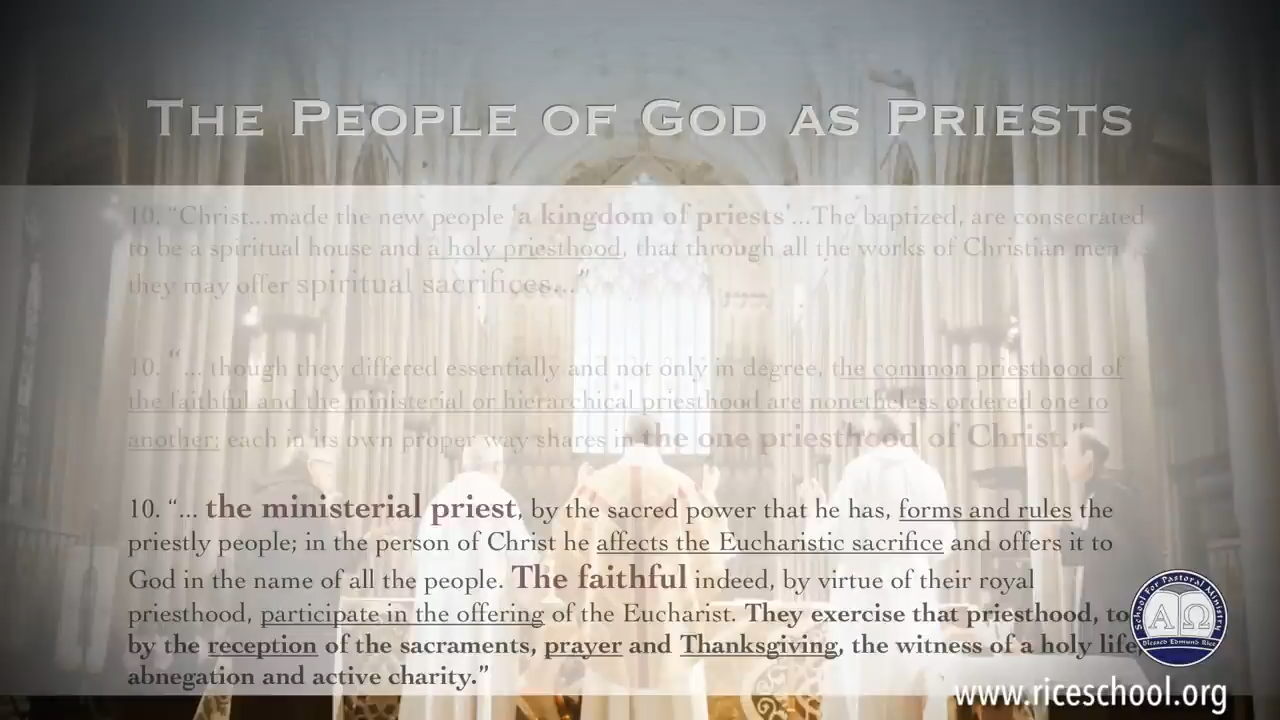 THE PEOPLE OF GOD AS PRIESTS
10. “Christ...made the new people ‘a kingdom of priests’...The baptized, are consecrated
to be a spiritual house and a holy priesthood, that through all the works of Christian men
they may offer spiritual sacrifices...”
10. “... though they differed essentially and not only in degree, the common priesthood of
the faithful and the ministerial or hierarchical priesthood are nonetheless ordered one to
another; each in its own proper way shares in the one priesthood of Christ.”
10. “... the ministerial priest, by the sacred power that he has, forms and rules the
priestly people; in the person of Christ he affects the Eucharistic sacrifice and offers it to
God in the name of all the people. The faithful indeed, by virtue of their royal
priesthood, participate in the offering of the Eucharist. They exercise that priesthood, to
by the reception of the sacraments, prayer and Thanksgiving, the witness of a holy life,
abnegation and active charity.”
School For Pastoral Ministry
ΑΩ
Blessed Edmund Rice
www.riceschool.org